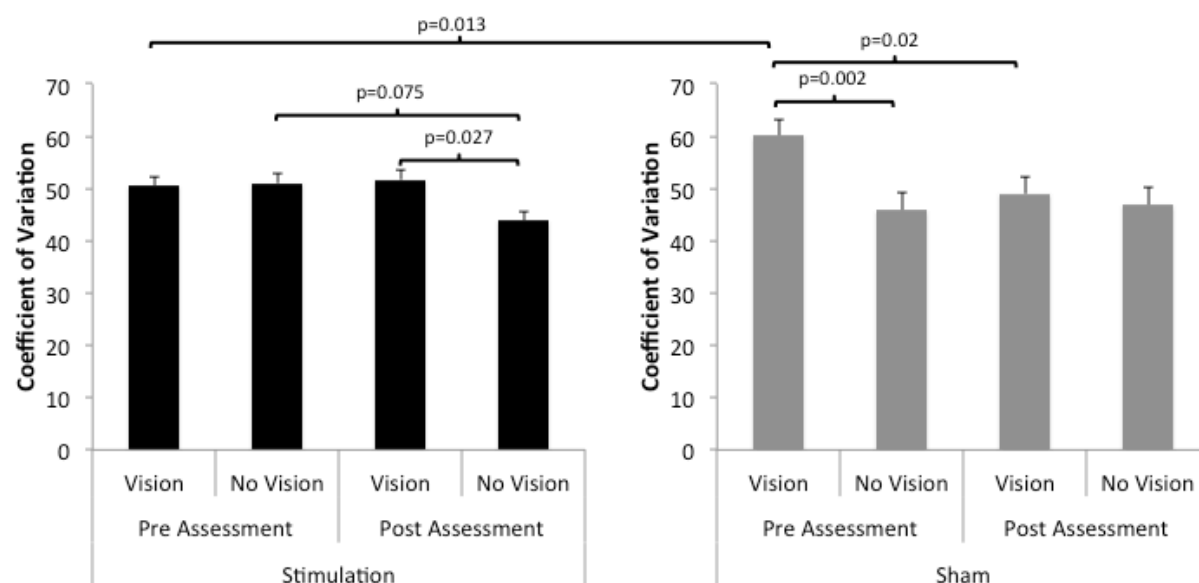 p=0.013
p=0.02
p=0.002
p=0.075
p=0.027
Coefficient of Variation
70
60
50
40
30
20
10
0
Vision No Vision Vision No Vision
Pre Assessment Post Assessment
Stimulation
Coefficient of Variation
70
60
50
40
30
20
10
0
Vision No Vision Vision No Vision
Pre Assessment Post Assessment
Sham